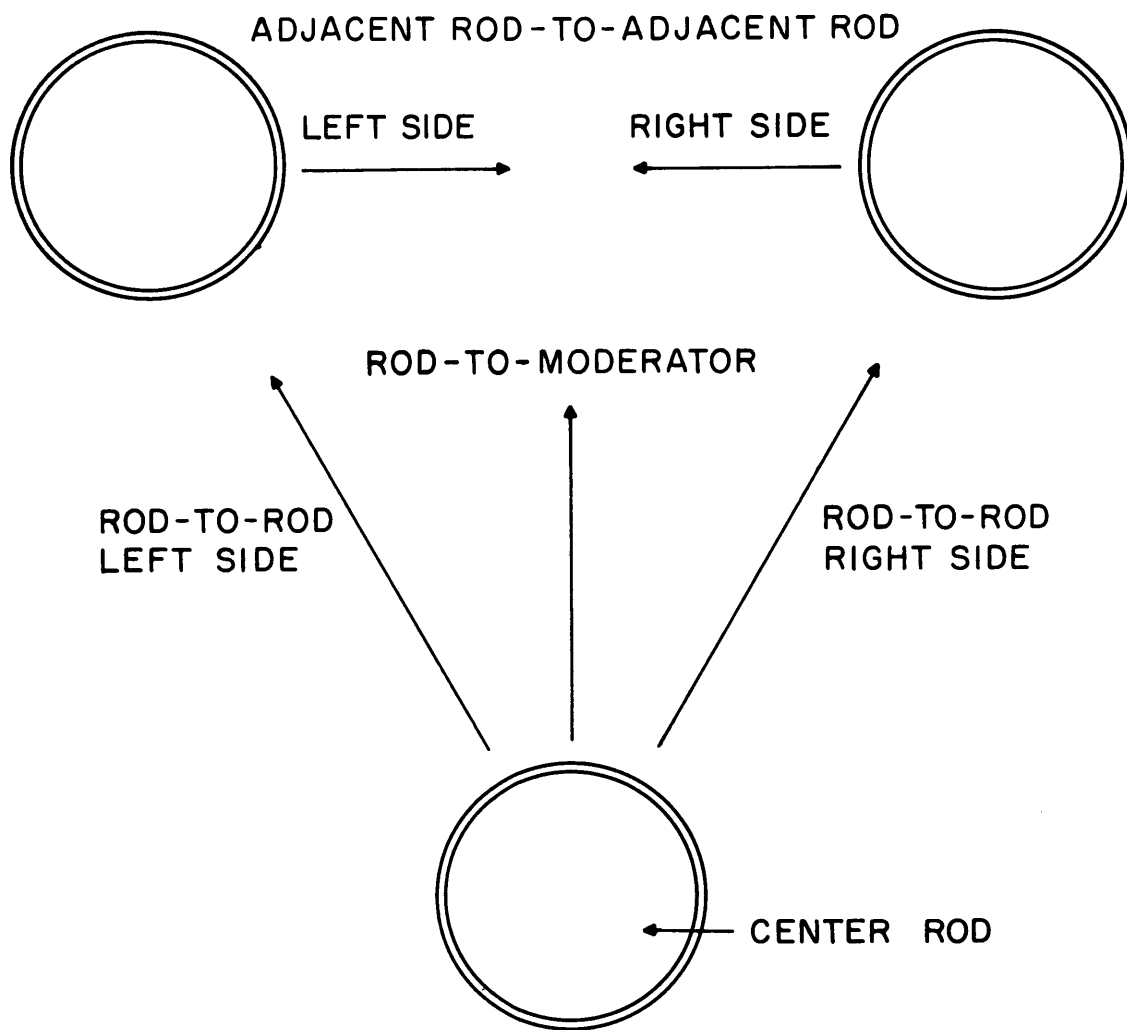 ADJACENT ROD-TO-ADJACENT ROD
LEFT SIDE
RIGHT SIDE
ROD-TO-MODERATOR
ROD-TO-ROD
LEFT SIDE
ROD-TO-ROD
RIGHT SIDE
CENTER ROD